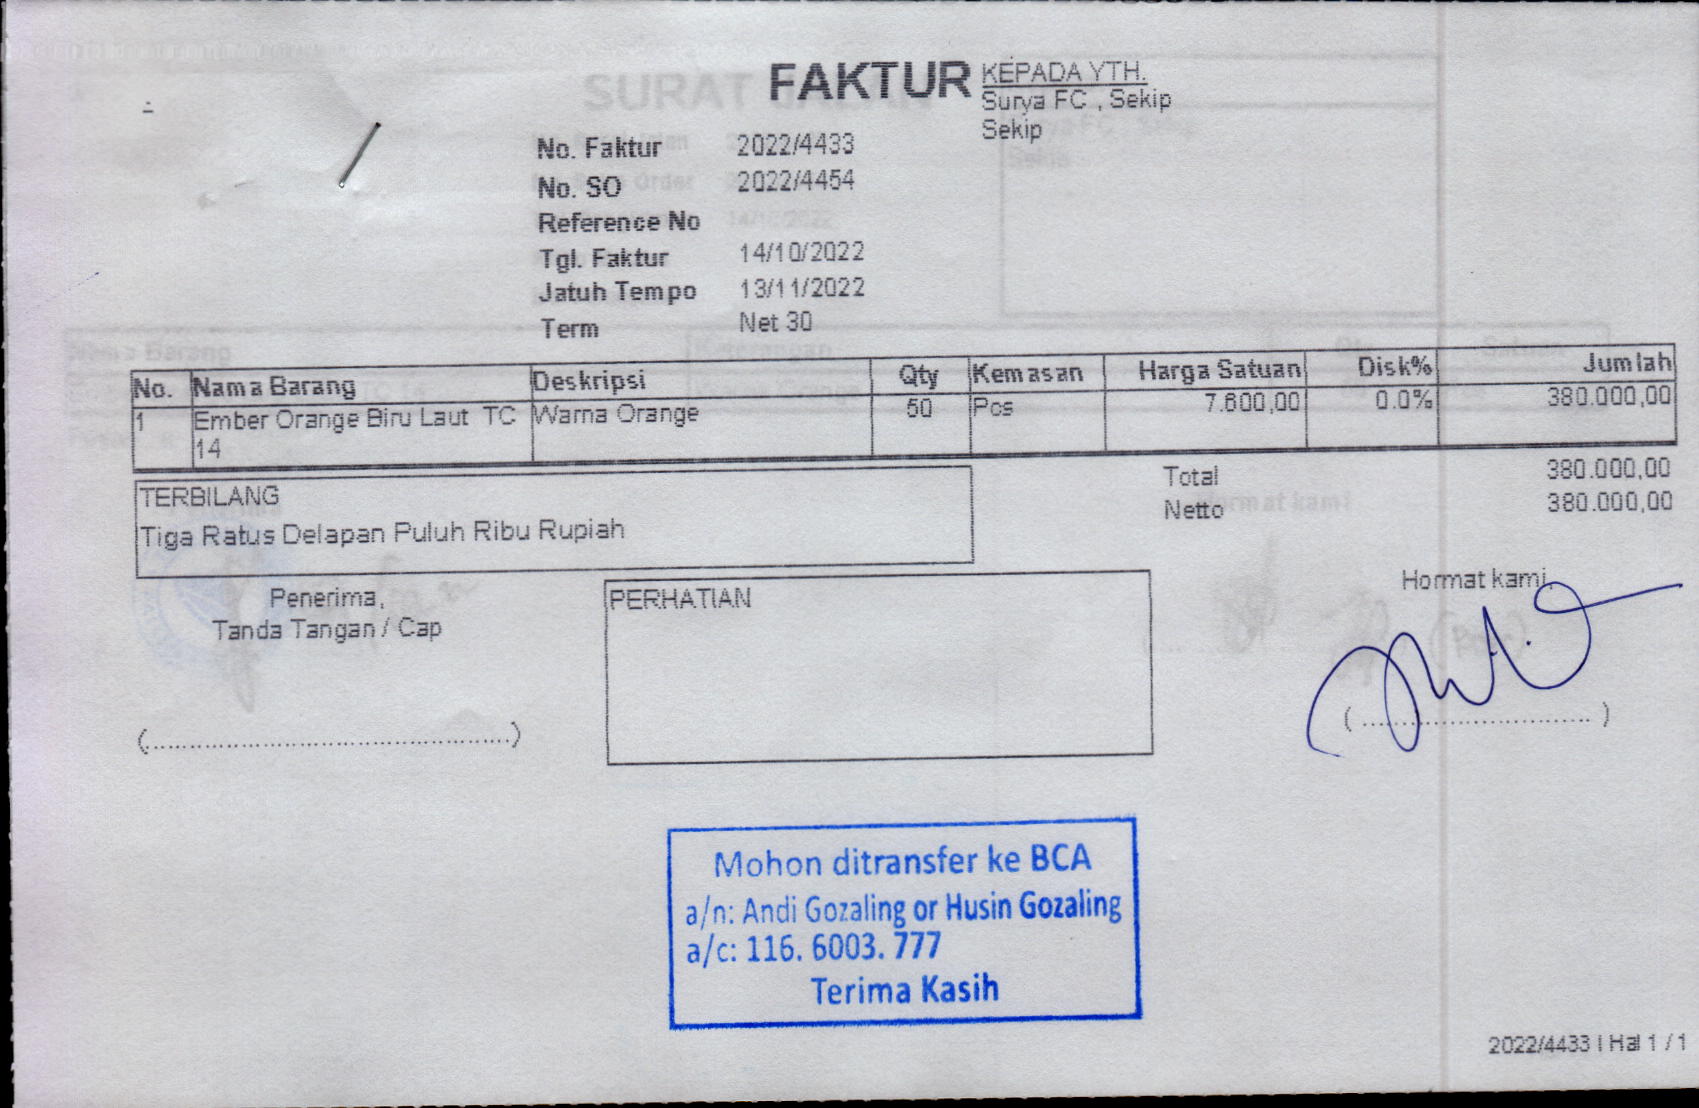 FAKTUR
KEPADA YTH.
Surya FC , Sekip
Sekip
No. Faktur 2022/4433
No. SO 2022/4454
Reference No
Tgl. Faktur 14/10/2022
Jatuh Tempo 13/11/2022
Term Net 30
No. Nama Barang Deskripsi Qty Kemasan Harga Satuan Disk% Jumlah
1 Ember Orange Biru Laut TC Warna Orange 50 Pcs 7.600,00 0.0% 380.000,00
14
Total 380.000,00
Netto 380.000,00
TERBILANG
Tiga Ratus Delapan Puluh Ribu Rupiah
Penerima,
Tanda Tangan / Cap
(................................................)
PERHATIAN
Hormat kami,
( .............................. )
Mohon ditransfer ke BCA
a/n: Andi Gozaling or Husin Gozaling
a/c: 116. 6003. 777
Terima Kasih
2022/4433 | Hal 1 / 1